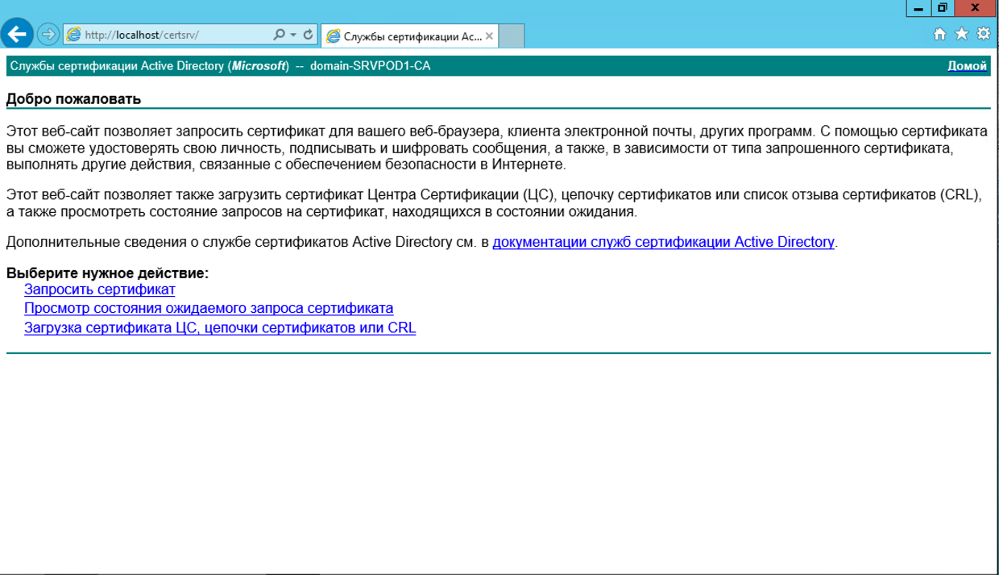 http://localhost/certsrv/
Службы сертификации Ac...
Службы сертификации Active Directory (Microsoft) -- domain-SRVPOD1-CA
Домой
Добро пожаловать
Этот веб-сайт позволяет запросить сертификат для вашего веб-браузера, клиента электронной почты, других программ. С помощью сертификата
вы сможете удостоверять свою личность, подписывать и шифровать сообщения, а также, в зависимости от типа запрошенного сертификата,
выполнять другие действия, связанные с обеспечением безопасности в Интернете.
Этот веб-сайт позволяет также загрузить сертификат Центра Сертификации (ЦС), цепочку сертификатов или список отзыва сертификатов (CRL),
а также просмотреть состояние запросов на сертификат, находящихся в состоянии ожидания.
Дополнительные сведения о службе сертификатов Active Directory см. в документации служб сертификации Active Directory.
Выберите нужное действие:
Запросить сертификат
Просмотр состояния ожидаемого запроса сертификата
Загрузка сертификата ЦС, цепочки сертификатов или CRL